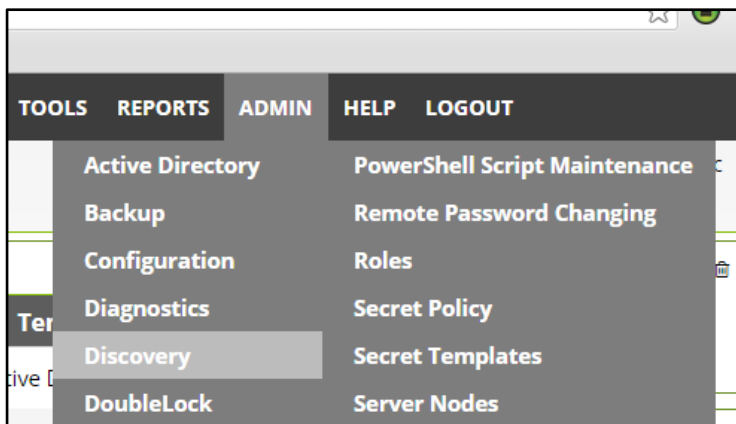 TOOLS REPORTS ADMIN HELP LOGOUT
Active Directory PowerShell Script Maintenance
Backup Remote Password Changing
Configuration Roles
Diagnostics Secret Policy
Discovery Secret Templates
DoubleLock Server Nodes